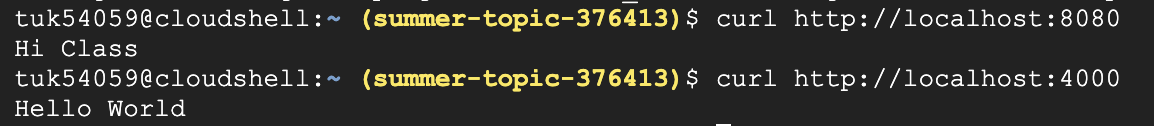 tuk54059@cloudshell:~ (summer-topic-376413)$ curl http://localhost:8080
Hi Class
tuk54059@cloudshell:~ (summer-topic-376413)$ curl http://localhost:4000
Hello World